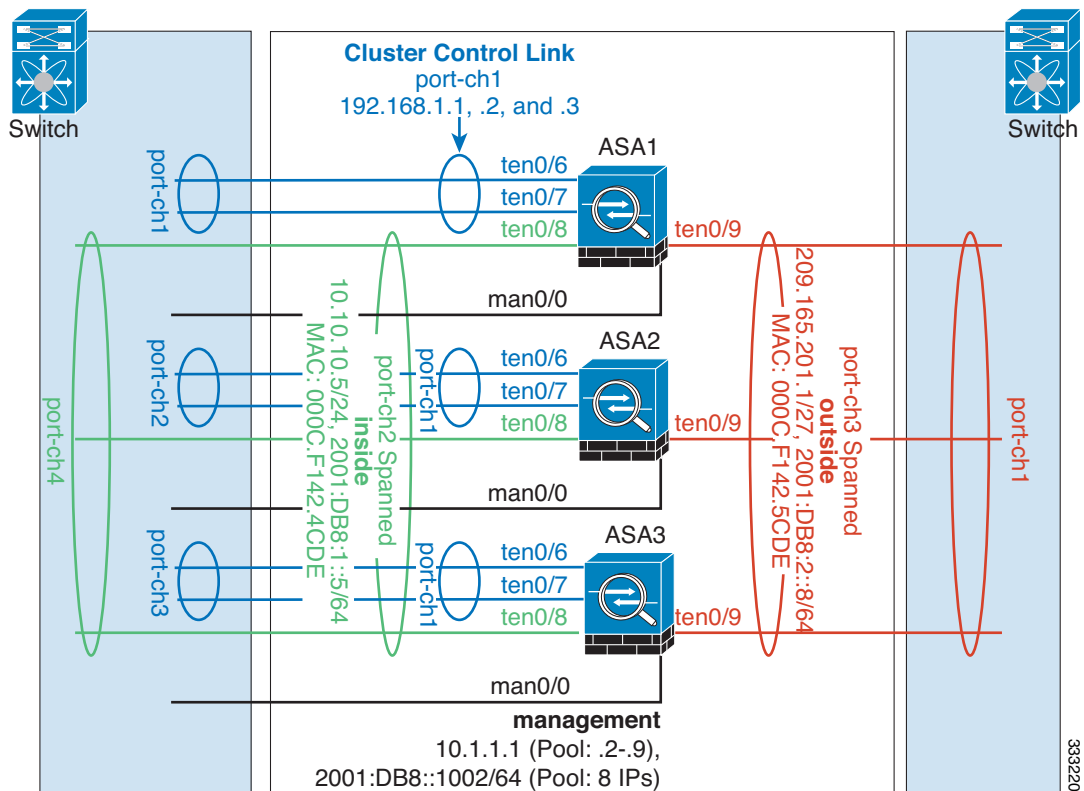 Cluster Control Link
port-ch1
192.168.1.1, .2, and .3
Switch
Switch
ASA1
port-ch1
ten0/6
ten0/7
ten0/8
ten0/9
man0/0
ASA2
port-ch2
port-ch1
ten0/6
ten0/7
ten0/8
ten0/9
man0/0
ASA3
port-ch3
port-ch1
ten0/6
ten0/7
ten0/8
ten0/9
man0/0
port-ch4
port-ch2 Spanned
inside
10.10.10.5/24, 2001:DB8:1::5/64
MAC: 000C.F142.4CDE
port-ch3 Spanned
outside
209.165.201.1/27, 2001:DB8:2::8/64
MAC: 000C.F142.5CDE
port-ch1
management
10.1.1.1 (Pool: .2-.9),
2001:DB8::1002/64 (Pool: 8 IPs)
333220